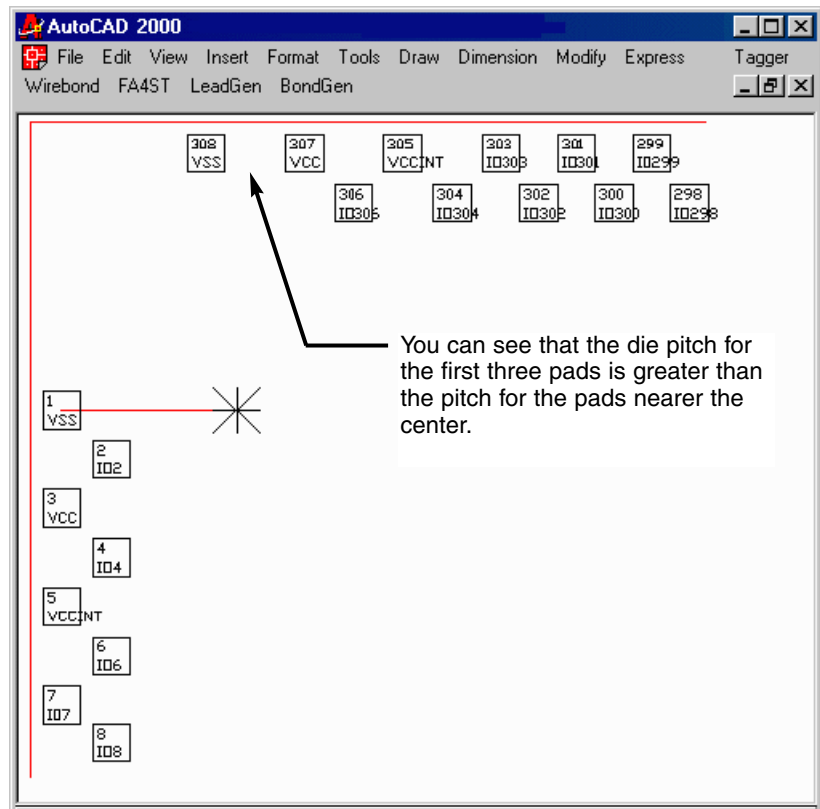 AutoCAD 2000
File Edit View Insert Format Tools Draw Dimension Modify Express Tagger
Wirebond FA4ST LeadGen BondGen
308 307 305 303 301 299
VSS VCC VCCINT IO303 IO301 IO299
306 304 302 300 298
IO306 IO304 IO302 IO300 IO298
You can see that the die pitch for
the first three pads is greater than
the pitch for the pads nearer the
center.
1
VSS
2
IO2
3
VCC
4
IO4
5
VCCINT
6
IO6
7
IO7
8
IO8